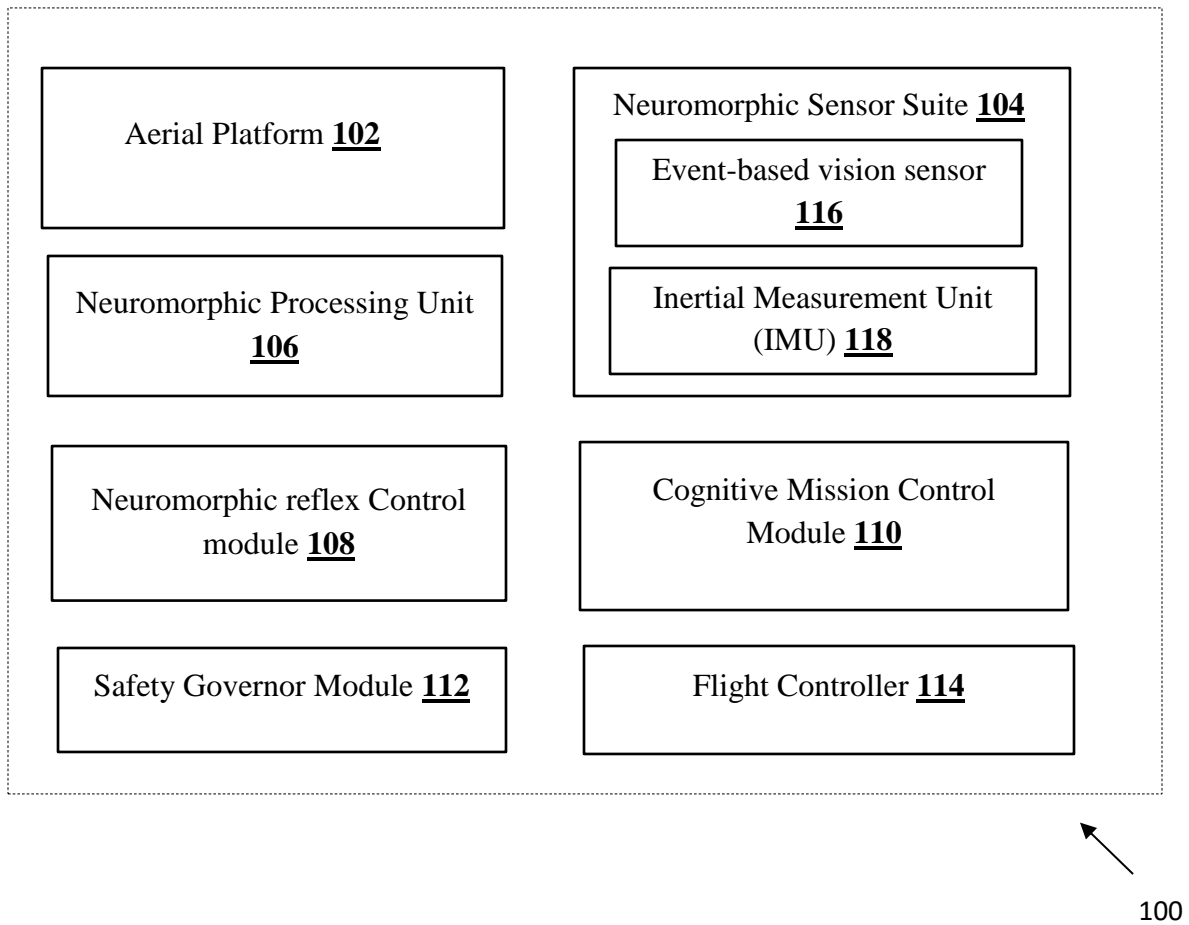 Aerial Platform 102
Neuromorphic Sensor Suite 104
Event-based vision sensor
116
Inertial Measurement Unit
(IMU) 118
Neuromorphic Processing Unit
106
Neuromorphic reflex Control
module 108
Cognitive Mission Control
Module 110
Safety Governor Module 112
Flight Controller 114
100